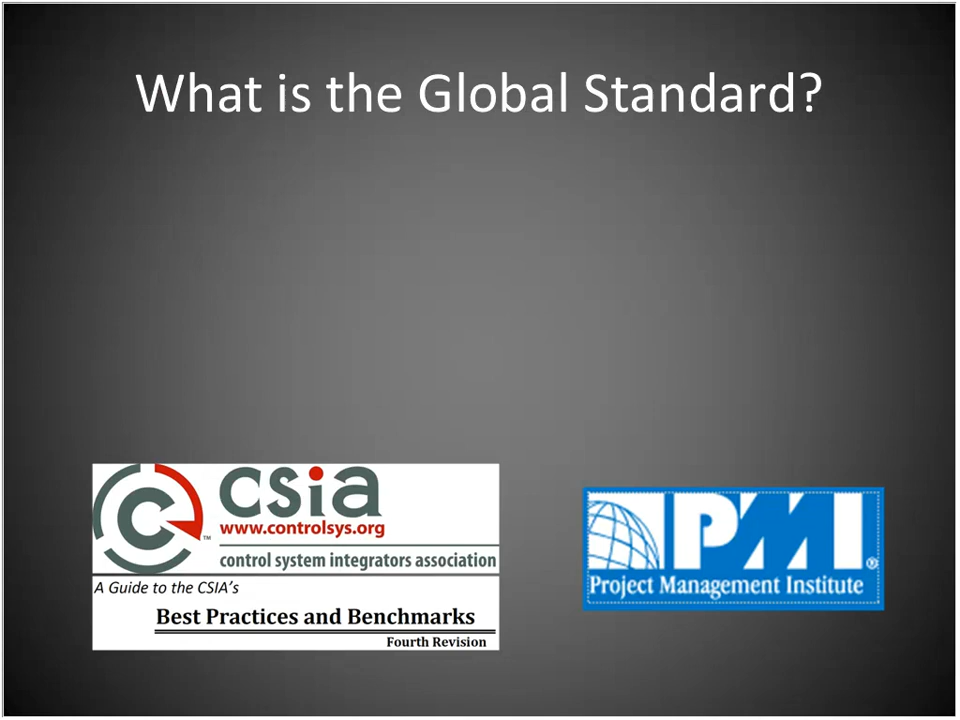 What is the Global Standard?
csia
www.controlsys.org
control system integrators association
A Guide to the CSIA's
Best Practices and Benchmarks
Fourth Revision
PMI®
Project Management Institute